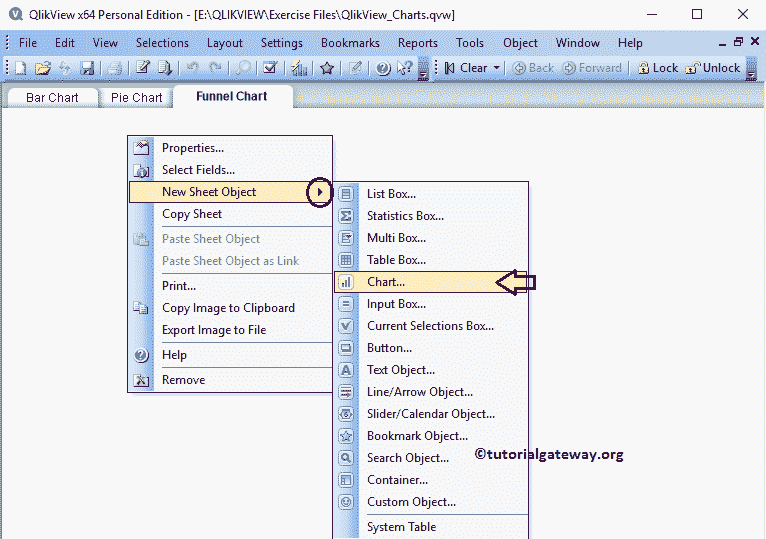 QlikView x64 Personal Edition - [E:\QLIKVIEW\Exercise Files\QlikView_Charts.qvw]
File Edit View Selections Layout Settings Bookmarks Reports Tools Object Window Help
Clear Back Forward Lock Unlock
Bar Chart Pie Chart Funnel Chart
Properties...
Select Fields...
New Sheet Object
Copy Sheet
Paste Sheet Object
Paste Sheet Object as Link
Print...
Copy Image to Clipboard
Export Image to File
Help
Remove
List Box...
Statistics Box...
Multi Box...
Table Box...
Chart...
Input Box...
Current Selections Box...
Button...
Text Object...
Line/Arrow Object...
Slider/Calendar Object...
Bookmark Object...
Search Object...
Container...
Custom Object...
System Table
©tutorialgateway.org